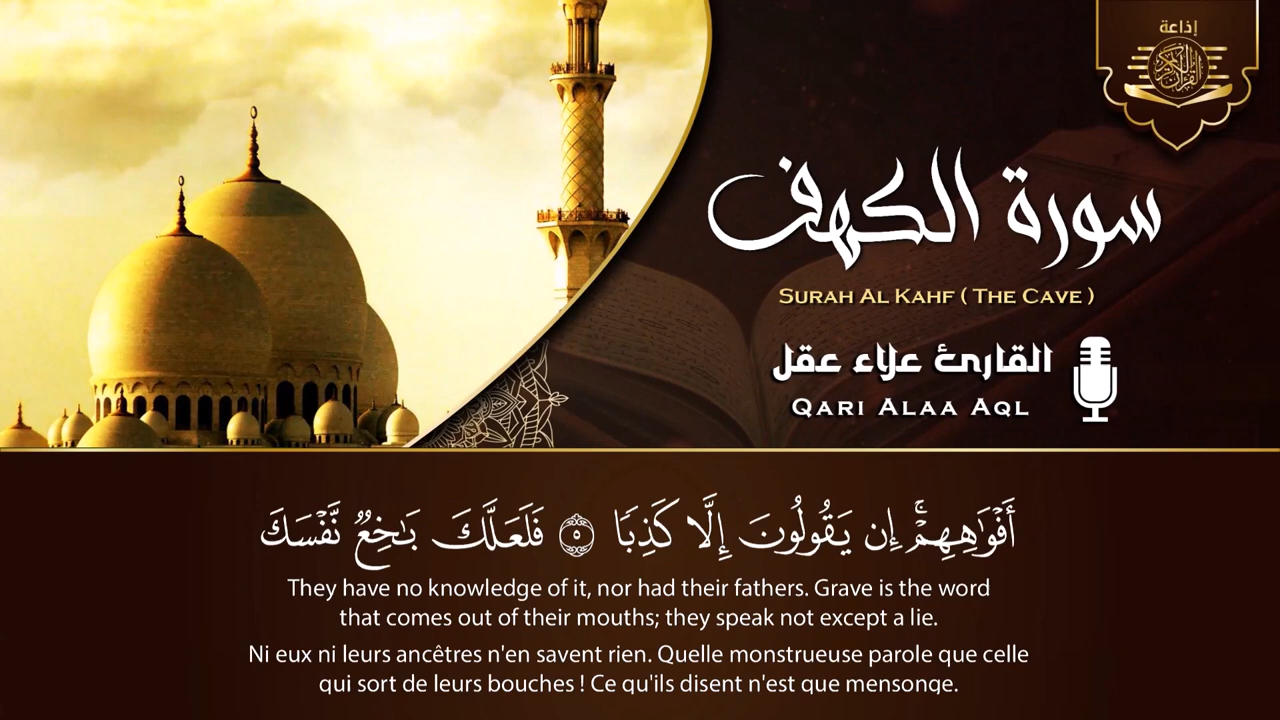 إذاعة
القرآن الكريم
سورة الكهف
SURAH AL KAHF ( THE CAVE )
القارئ علاء عقل
QARI ALAA AQL
أَفْوَٰهِهِمْ ۚ إِن يَقُولُونَ إِلَّا كَذِبًا ٥ فَلَعَلَّكَ بَـٰخِعٌ نَّفْسَكَ
They have no knowledge of it, nor had their fathers. Grave is the word
that comes out of their mouths; they speak not except a lie.
Ni eux ni leurs ancêtres n'en savent rien. Quelle monstrueuse parole que celle
qui sort de leurs bouches ! Ce qu'ils disent n'est que mensonge.